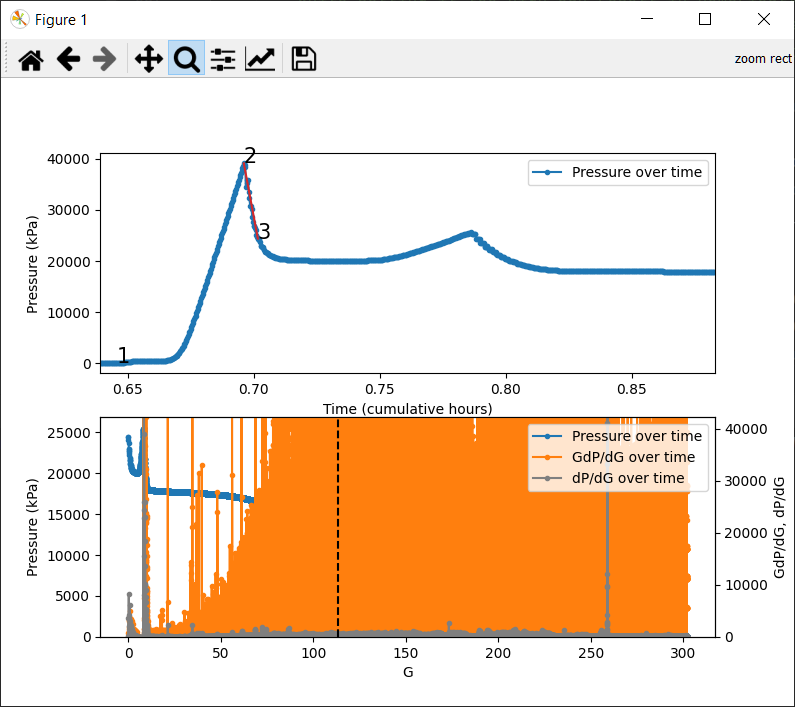 Figure 1
zoom rect
2
40000
Pressure over time
30000
3
Pressure (kPa)
20000
10000
1
0
0.65 0.70 0.75 0.80 0.85
Time (cumulative hours)
25000
Pressure over time
40000
GdP/dG over time
20000
dP/dG over time
30000
15000
Pressure (kPa)
GdP/dG, dP/dG
20000
10000
10000
5000
0
0
0 50 100 150 200 250 300
G